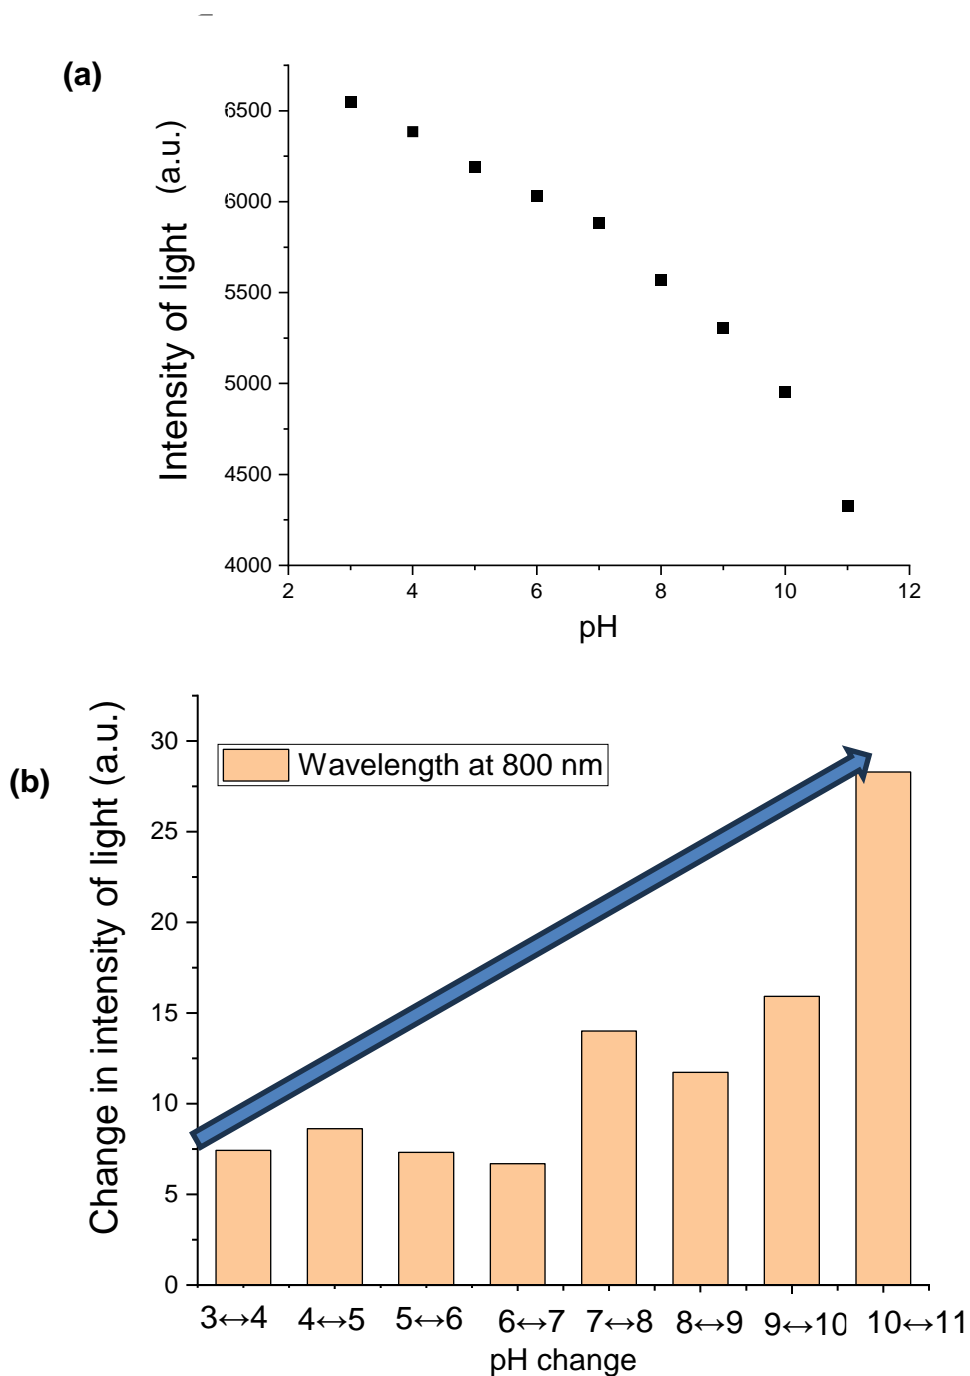 (a)
Intensity of light (a.u.)
6500
6000
5500
5000
4500
4000
2 4 6 8 10 12
pH
(b)
Change in intensity of light (a.u.)
Wavelength at 800 nm
30
25
20
15
10
5
0
3↔4 4↔5 5↔6 6↔7 7↔8 8↔9 9↔10 10↔11
pH change